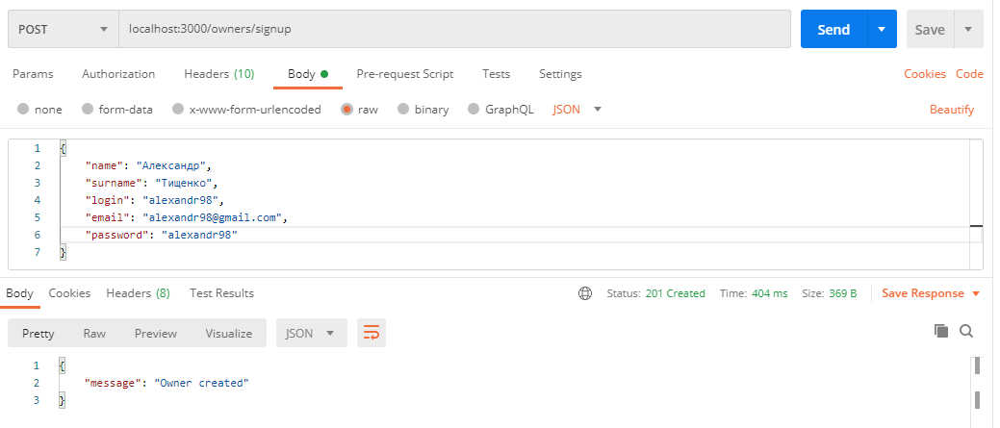 POST localhost:3000/owners/signup Send Save
Params Authorization Headers (10) Body Pre-request Script Tests Settings Cookies Code
none form-data x-www-form-urlencoded raw binary GraphQL JSON Beautify
1 {
2 "name": "Александр",
3 "surname": "Тищенко",
4 "login": "alexandr98",
5 "email": "alexandr98@gmail.com",
6 "password": "alexandr98"
7 }
Body Cookies Headers (8) Test Results Status: 201 Created Time: 404 ms Size: 369 B Save Response
Pretty Raw Preview Visualize JSON
1 {
2 "message": "Owner created"
3 }